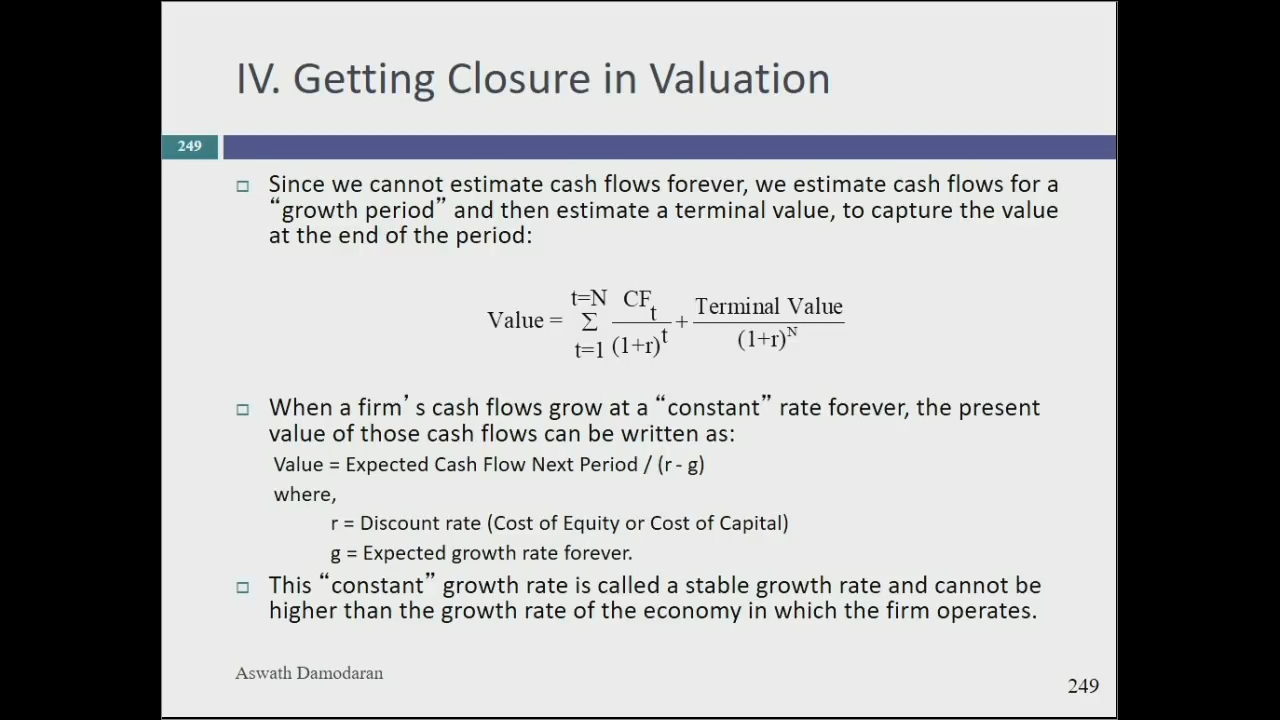 IV. Getting Closure in Valuation
249
Since we cannot estimate cash flows forever, we estimate cash flows for a
“growth period” and then estimate a terminal value, to capture the value
at the end of the period:
Value = t=N Σ t=1 CFt/(1+r)^t + Terminal Value/(1+r)^N
When a firm’ s cash flows grow at a “constant” rate forever, the present
value of those cash flows can be written as:
Value = Expected Cash Flow Next Period / (r - g)
where,
r = Discount rate (Cost of Equity or Cost of Capital)
g = Expected growth rate forever.
This “constant” growth rate is called a stable growth rate and cannot be
higher than the growth rate of the economy in which the firm operates.
Aswath Damodaran
249